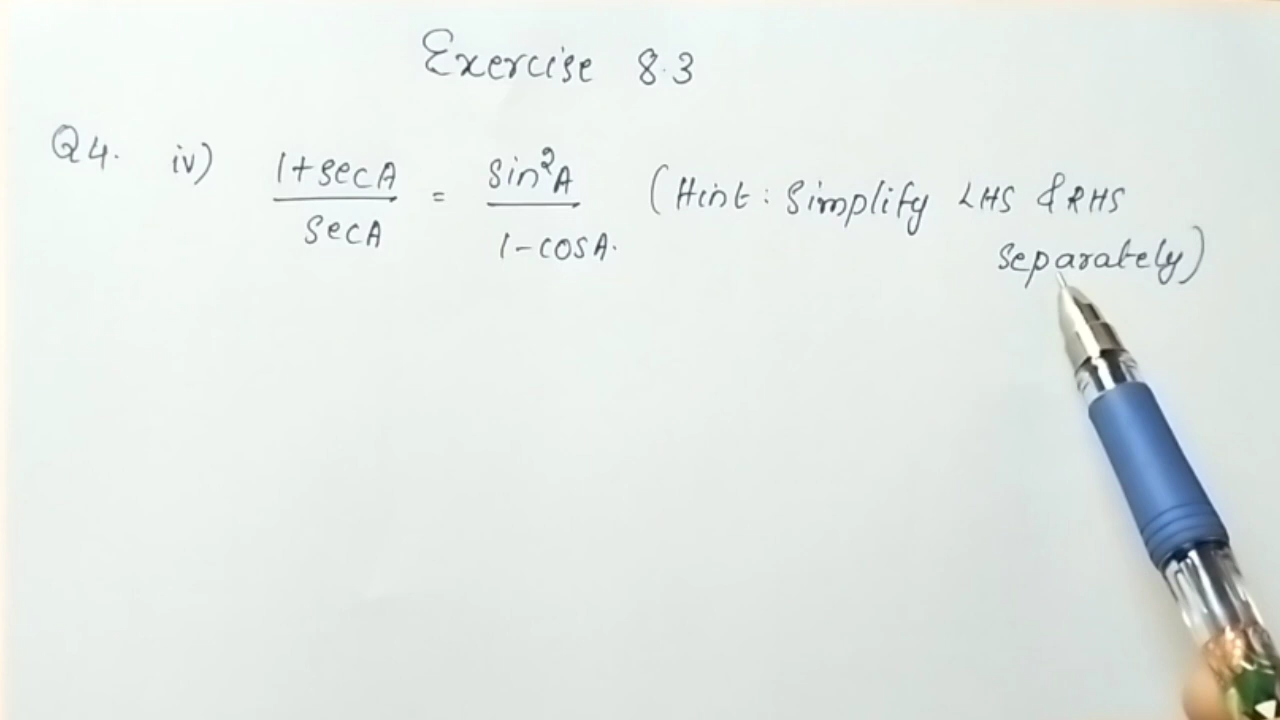 Exercise 8.3
Q4. iv) 1+secA / secA = sin²A / 1-cosA. (Hint: Simplify LHS & RHS
separately)